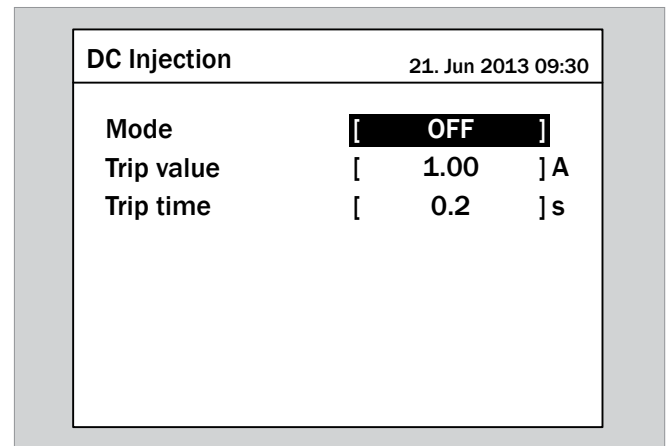 DC Injection 21. Jun 2013 09:30
Mode [ OFF ]
Trip value [ 1.00 ] A
Trip time [ 0.2 ] s